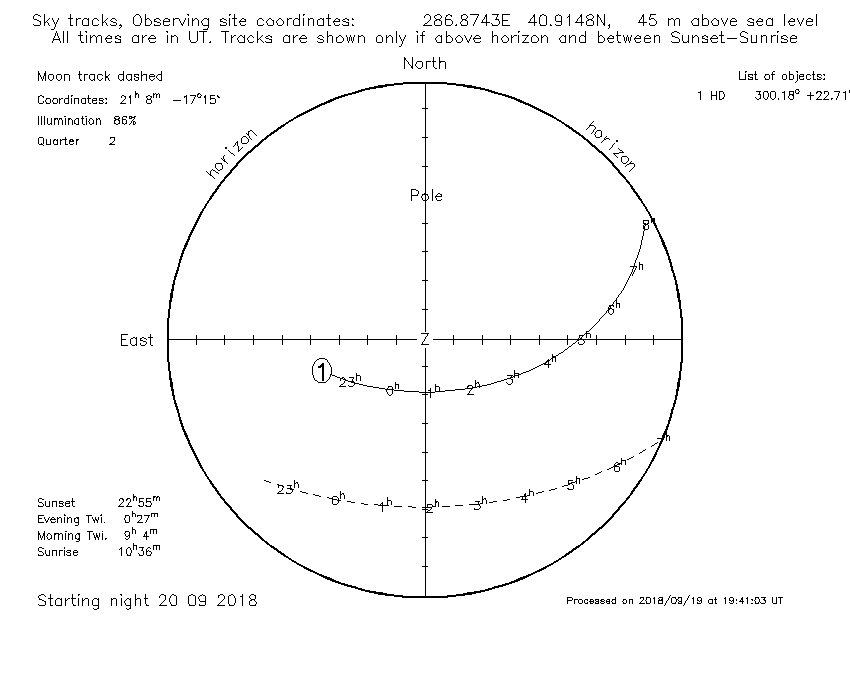 Sky tracks, Observing site coordinates: 286.8743E 40.9148N, 45 m above sea level
All times are in UT. Tracks are shown only if above horizon and between Sunset-Sunrise
North
Moon track dashed
List of objects:
Coordinates: 21h 8m -17°15'
1 HD 300.18° +22.71°
Illumination 86%
Quarter 2
horizon
horizon
Pole
8h
7h
6h
East
Z
5h
4h
1
23h
0h
1h
2h
3h
7h
23h
0h
1h
2h
3h
4h
5h
6h
Sunset 22h55m
Evening Twi. 0h27m
Morning Twi. 9h 4m
Sunrise 10h36m
Starting night 20 09 2018
Processed on 2018/09/19 at 19:41:03 UT